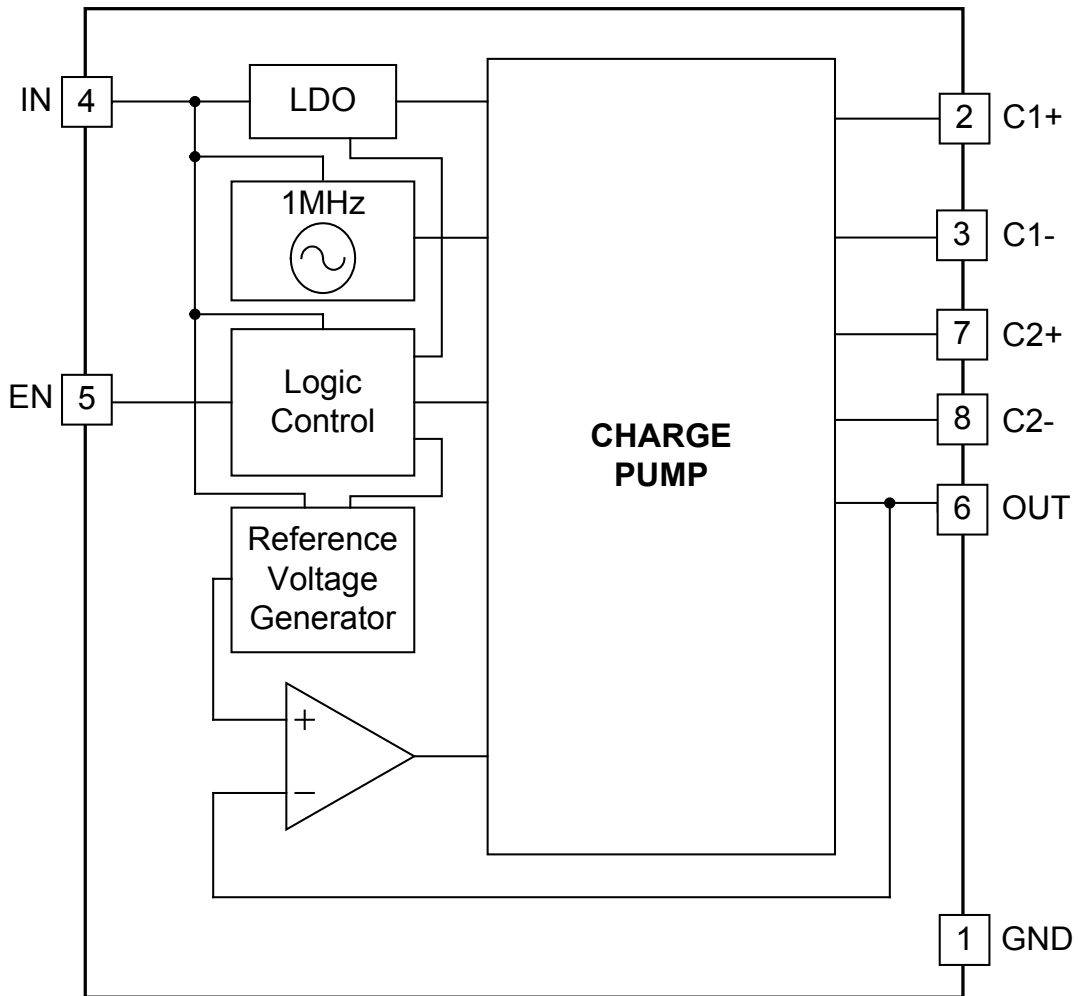 IN 4
LDO
2 C1+
1MHz
3 C1-
7 C2+
EN 5
Logic
Control
8 C2-
CHARGE
PUMP
6 OUT
Reference
Voltage
Generator
+
−
1 GND